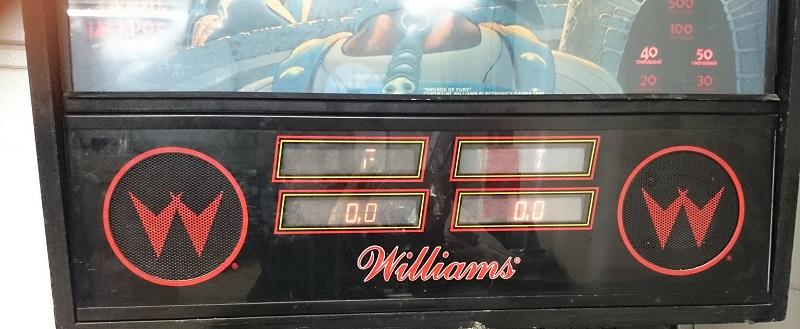 JACKPOT
500
100
40 50
THOUSAND THOUSAND
20 30
"SWORDS OF FURY"
0,0 0,0
Williams®